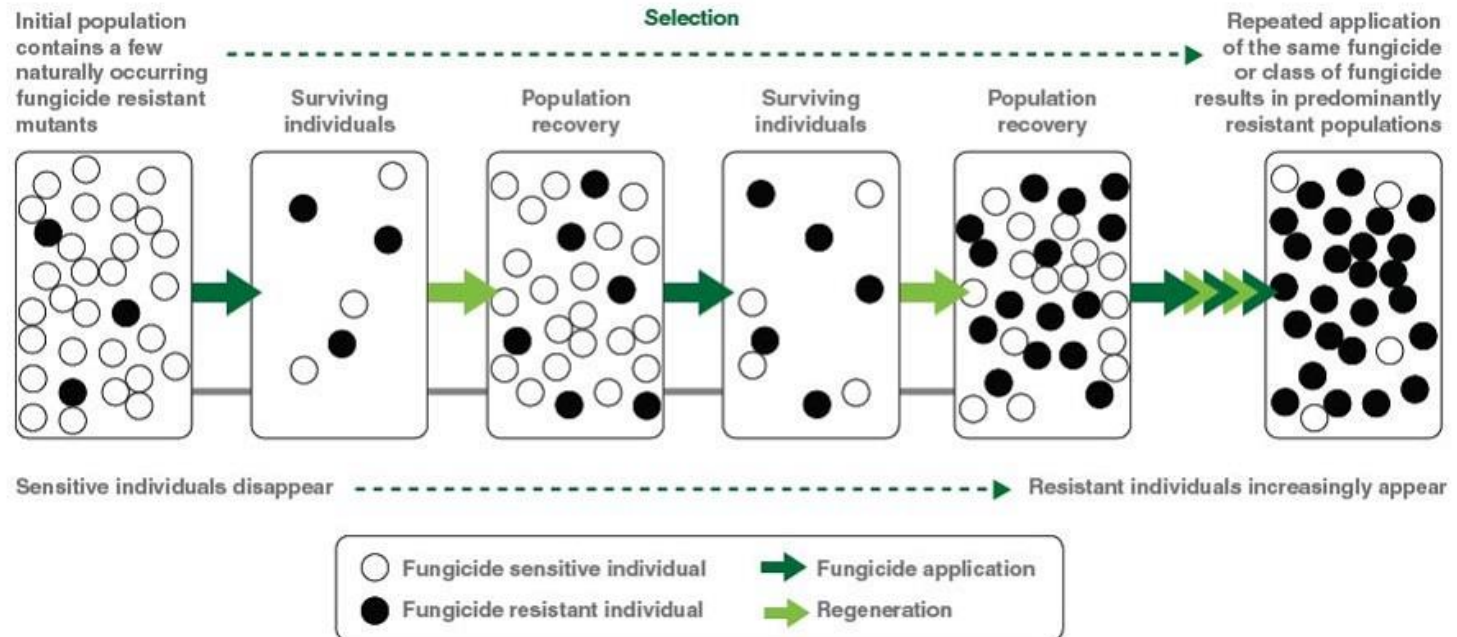 Initial population
contains a few
naturally occurring
fungicide resistant
mutants
Selection
Surviving
individuals
Population
recovery
Surviving
individuals
Population
recovery
Repeated application
of the same fungicide
or class of fungicide
results in predominantly
resistant populations
Sensitive individuals disappear
Resistant individuals increasingly appear
Fungicide sensitive individual
Fungicide application
Fungicide resistant individual
Regeneration